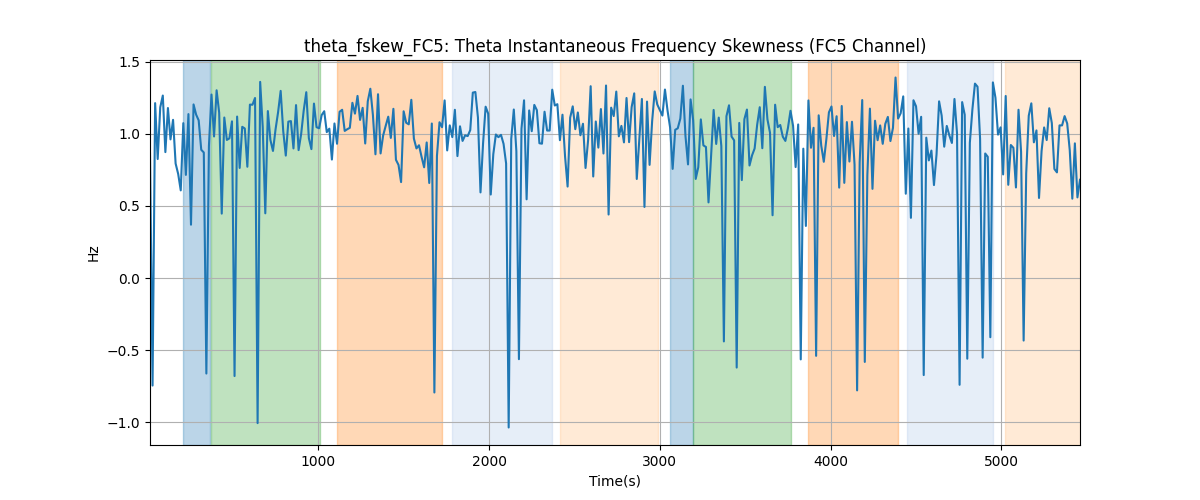 theta_fskew_FC5: Theta Instantaneous Frequency Skewness (FC5 Channel)
1.5
1.0
0.5
0.0
−0.5
−1.0
Hz
1000 2000 3000 4000 5000
Time(s)